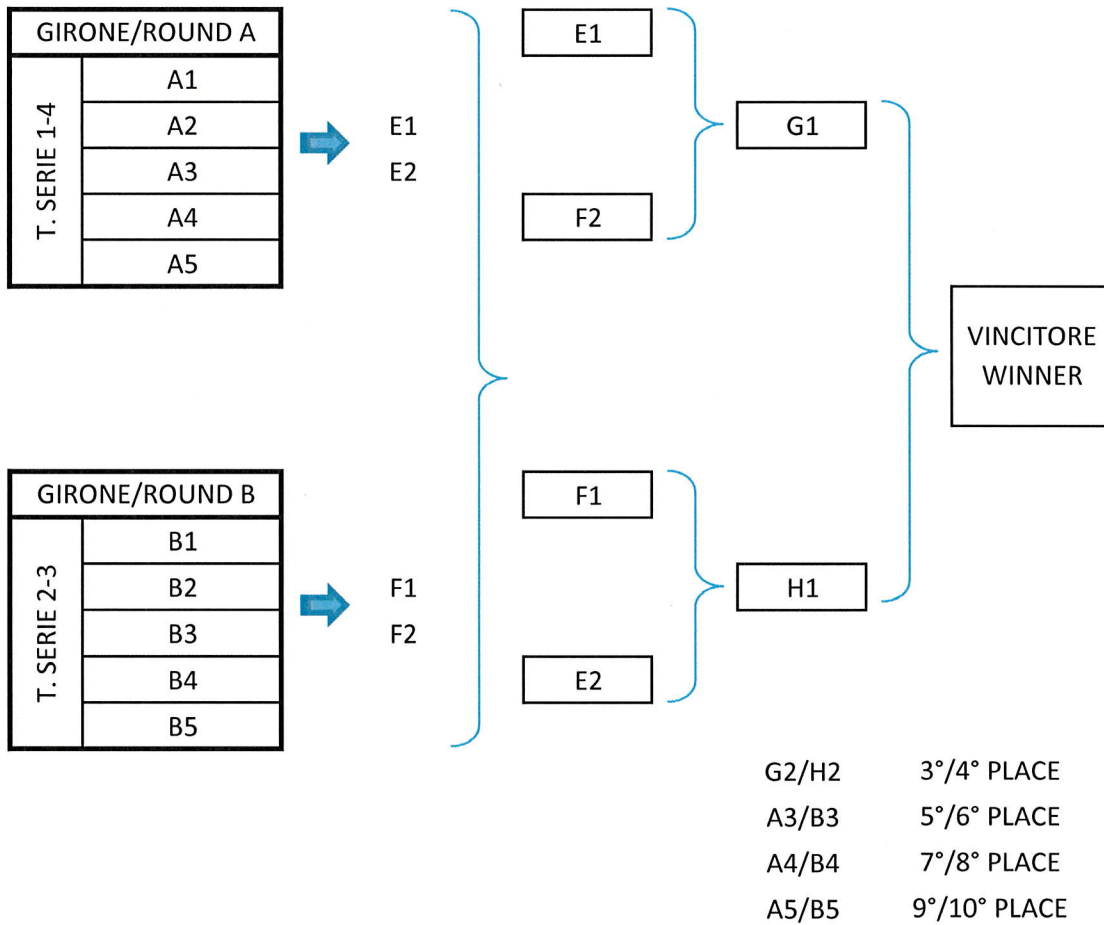 GIRONE/ROUND A
T. SERIE 1-4
A1
A2
A3
A4
A5
E1
E2
GIRONE/ROUND B
T. SERIE 2-3
B1
B2
B3
B4
B5
F1
F2
E1
F2
G1
F1
E2
H1
VINCITORE
WINNER
G2/H2 3°/4° PLACE
A3/B3 5°/6° PLACE
A4/B4 7°/8° PLACE
A5/B5 9°/10° PLACE